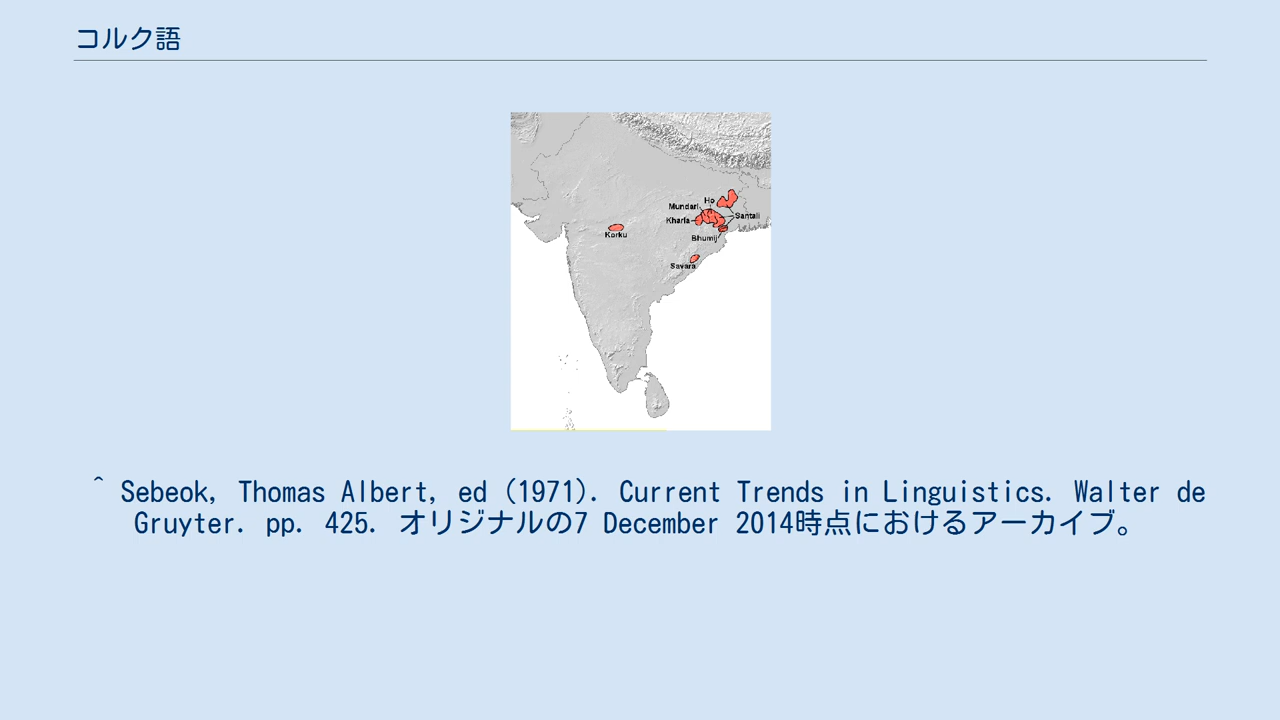 コルク語
Ho
Mundari
Santali
Kharia
Korku
Bhumij
Savara
^ Sebeok, Thomas Albert, ed (1971). Current Trends in Linguistics. Walter de
Gruyter. pp. 425. オリジナルの7 December 2014時点におけるアーカイブ。